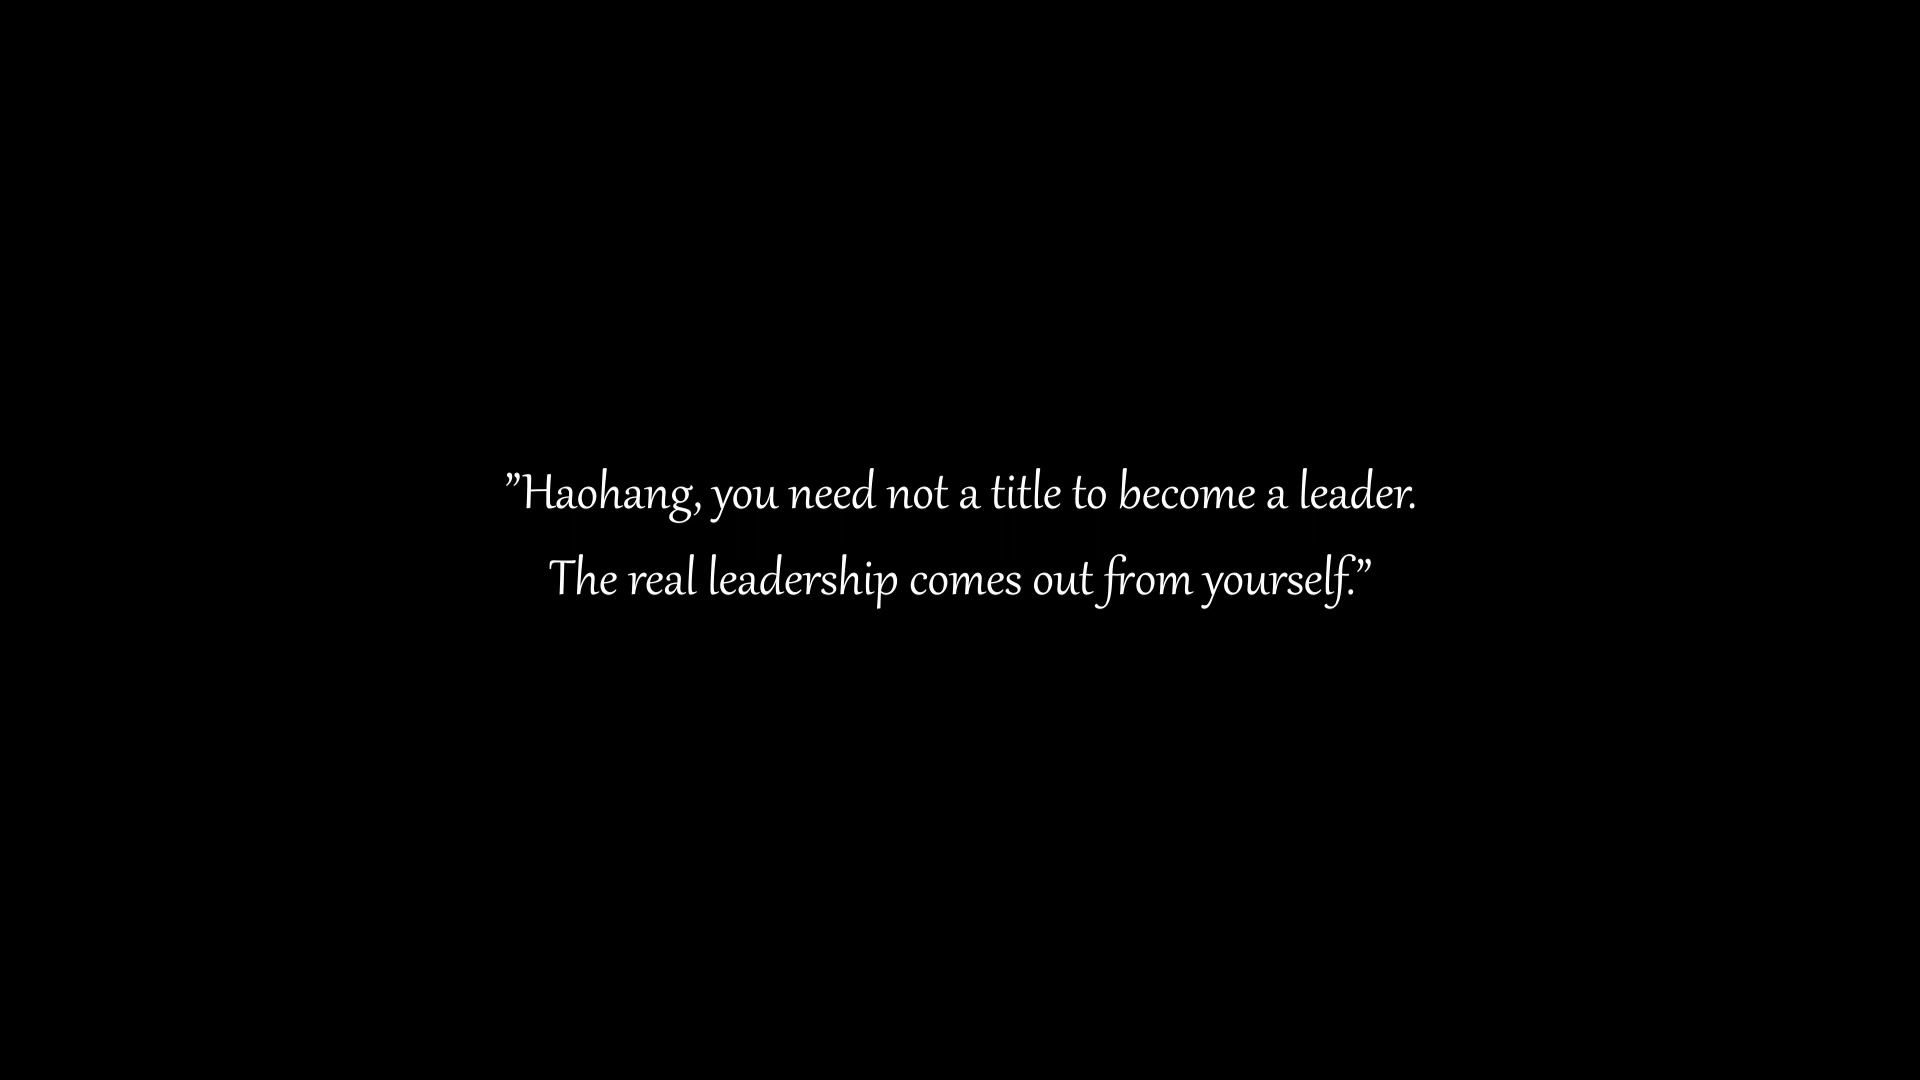 ”Haohang, you need not a title to become a leader.
The real leadership comes out from yourself.”